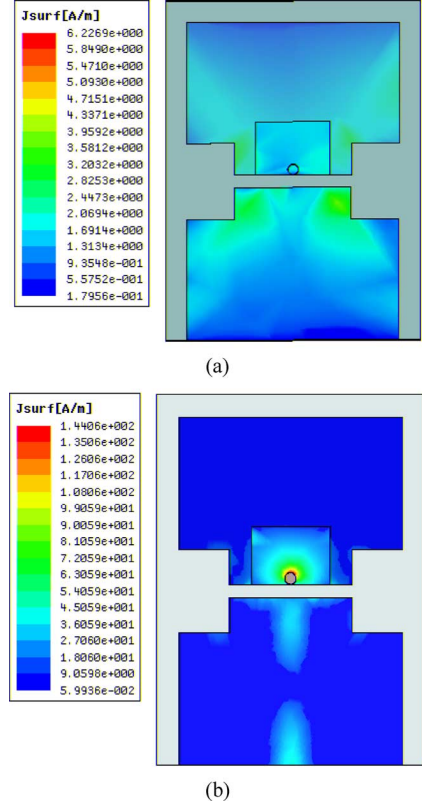 Jsurf[A/m]
6.2269e+000
5.8490e+000
5.4710e+000
5.0930e+000
4.7151e+000
4.3371e+000
3.9592e+000
3.5812e+000
3.2032e+000
2.8253e+000
2.4473e+000
2.0694e+000
1.6914e+000
1.3134e+000
9.3548e-001
5.5752e-001
1.7956e-001
(a)
Jsurf[A/m]
1.4406e+002
1.3506e+002
1.2606e+002
1.1706e+002
1.0806e+002
9.9059e+001
9.0059e+001
8.1059e+001
7.2059e+001
6.3059e+001
5.4059e+001
4.5059e+001
3.6059e+001
2.7060e+001
1.8060e+001
9.0598e+000
5.9936e-002
(b)